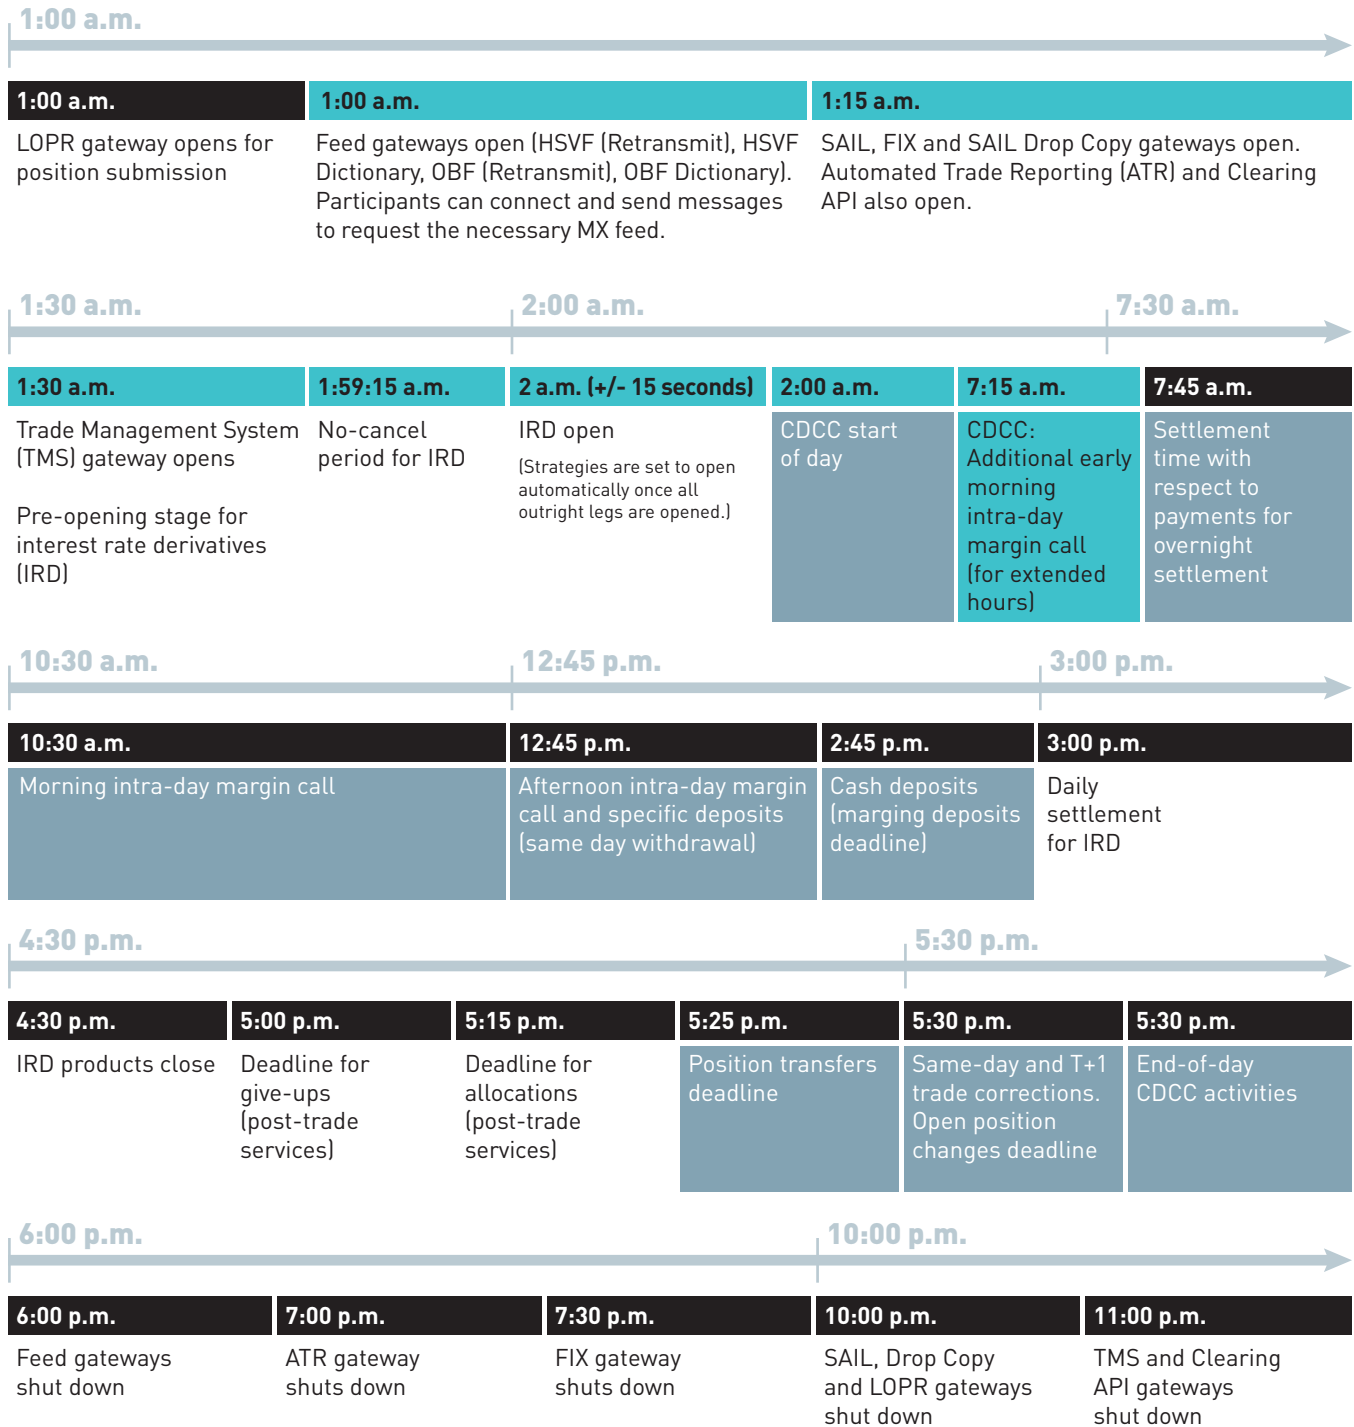 1:00 a.m.
1:00 a.m.
LOPR gateway opens for
position submission
1:00 a.m.
Feed gateways open (HSVF (Retransmit), HSVF
Dictionary, OBF (Retransmit), OBF Dictionary).
Participants can connect and send messages
to request the necessary MX feed.
1:15 a.m.
SAIL, FIX and SAIL Drop Copy gateways open.
Automated Trade Reporting (ATR) and Clearing
API also open.
1:30 a.m.
2:00 a.m.
7:30 a.m.
1:30 a.m.
Trade Management System
(TMS) gateway opens
Pre-opening stage for
interest rate derivatives
(IRD)
1:59:15 a.m.
No-cancel
period for IRD
2 a.m. (+/- 15 seconds)
IRD open
(Strategies are set to open
automatically once all
outright legs are opened.)
2:00 a.m.
CDCC start
of day
7:15 a.m.
CDCC:
Additional early
morning
intra-day
margin call
(for extended
hours)
7:45 a.m.
Settlement
time with
respect to
payments for
overnight
settlement
10:30 a.m.
12:45 p.m.
3:00 p.m.
10:30 a.m.
Morning intra-day margin call
12:45 p.m.
Afternoon intra-day margin
call and specific deposits
(same day withdrawal)
2:45 p.m.
Cash deposits
(marging deposits
deadline)
3:00 p.m.
Daily
settlement
for IRD
4:30 p.m.
5:30 p.m.
4:30 p.m.
IRD products close
5:00 p.m.
Deadline for
give-ups
(post-trade
services)
5:15 p.m.
Deadline for
allocations
(post-trade
services)
5:25 p.m.
Position transfers
deadline
5:30 p.m.
Same-day and T+1
trade corrections.
Open position
changes deadline
5:30 p.m.
End-of-day
CDCC activities
6:00 p.m.
10:00 p.m.
6:00 p.m.
Feed gateways
shut down
7:00 p.m.
ATR gateway
shuts down
7:30 p.m.
FIX gateway
shuts down
10:00 p.m.
SAIL, Drop Copy
and LOPR gateways
shut down
11:00 p.m.
TMS and Clearing
API gateways
shut down